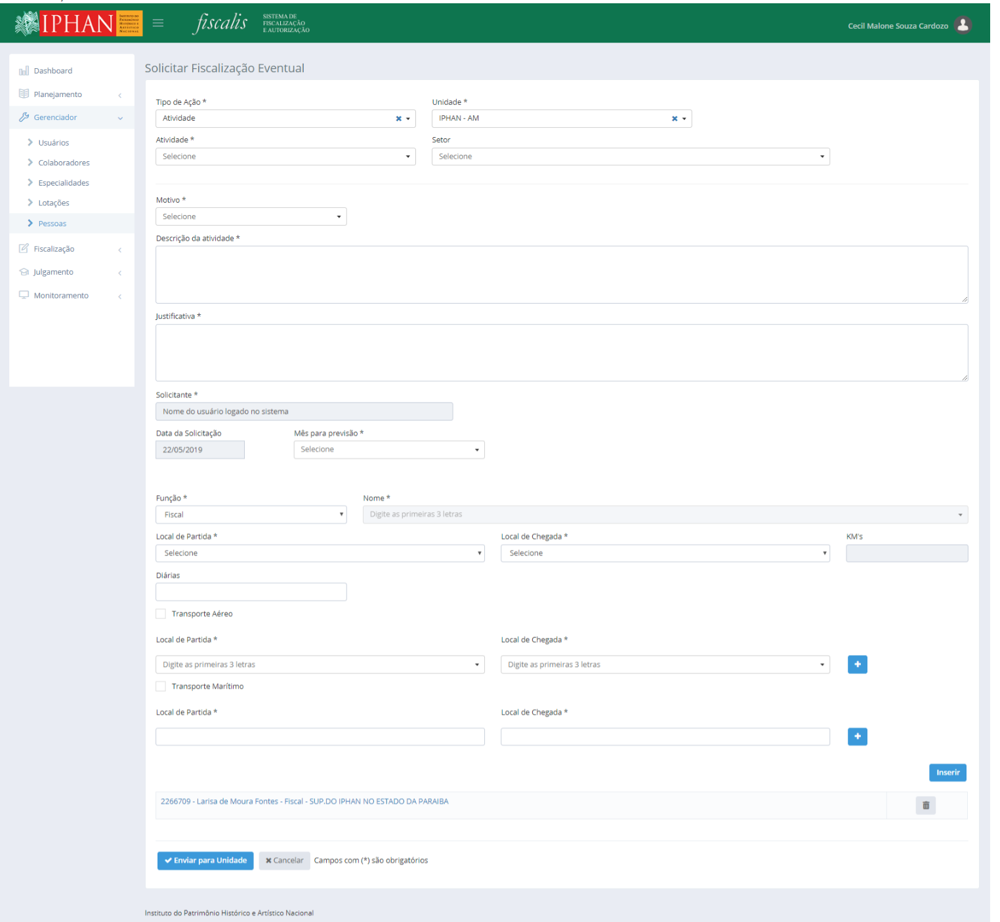 IPHAN
INSTITUTO DO
PATRIMÔNIO
HISTÓRICO E
ARTÍSTICO
NACIONAL
fiscalis
SISTEMA DE
FISCALIZAÇÃO
E AUTORIZAÇÃO
Cecil Malone Souza Cardozo
Dashboard
Planejamento
Gerenciador
Usuários
Colaboradores
Especialidades
Lotações
Pessoas
Fiscalização
Julgamento
Monitoramento
Solicitar Fiscalização Eventual
Tipo de Ação * Unidade *
Atividade IPHAN - AM
Atividade * Setor
Selecione Selecione
Motivo *
Selecione
Descrição da atividade *
Justificativa *
Solicitante *
Nome do usuário logado no sistema
Data da Solicitação Mês para previsão *
22/05/2019 Selecione
Função * Nome *
Fiscal Digite as primeiras 3 letras
Local de Partida * Local de Chegada * KM's
Selecione Selecione
Diárias
Transporte Aéreo
Local de Partida * Local de Chegada *
Digite as primeiras 3 letras Digite as primeiras 3 letras
Transporte Marítimo
Local de Partida * Local de Chegada *
Inserir
2266709 - Larisa de Moura Fontes - Fiscal - SUP.DO IPHAN NO ESTADO DA PARAIBA
Enviar para Unidade Cancelar Campos com (*) são obrigatórios
Instituto do Patrimônio Histórico e Artístico Nacional